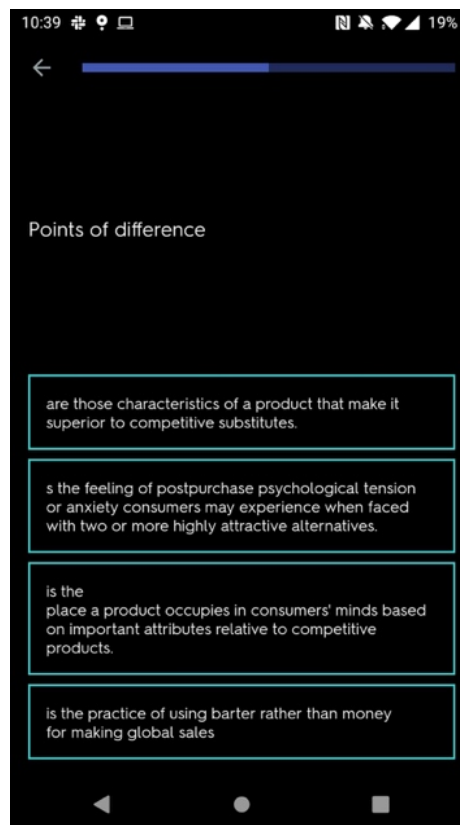 10:39
19%
Points of difference
are those characteristics of a product that make it
superior to competitive substitutes.
s the feeling of postpurchase psychological tension
or anxiety consumers may experience when faced
with two or more highly attractive alternatives.
is the
place a product occupies in consumers' minds based
on important attributes relative to competitive
products.
is the practice of using barter rather than money
for making global sales